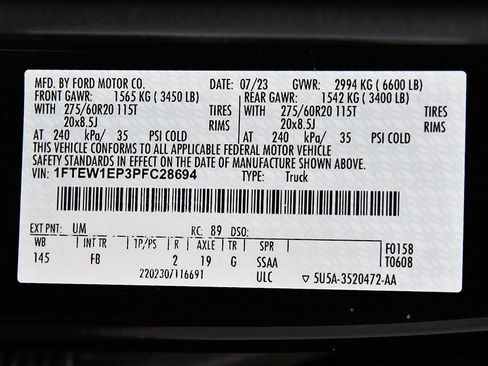 MFD. BY FORD MOTOR CO. DATE: 07/23 GVWR: 2994 KG ( 6600 LB)
FRONT GAWR: 1565 KG ( 3450 LB) REAR GAWR: 1542 KG ( 3400 LB)
WITH 275/60R20 115T TIRES WITH 275/60R20 115T TIRES
20x8.5J RIMS 20x8.5J RIMS
AT 240 kPa/ 35 PSI COLD AT 240 kPa/ 35 PSI COLD
THIS VEHICLE CONFORMS TO ALL APPLICABLE FEDERAL MOTOR VEHICLE
SAFETY STANDARDS IN EFFECT ON THE DATE OF MANUFACTURE SHOWN ABOVE.
VIN: 1FTEW1EP3PFC28694 TYPE: Truck
EXT PNT: UM RC: 89 DSO:
WB INT TR TP/PS R AXLE TR SPR F0158
145 FB 2 19 G SSAA T0608
220230/116691 ULC ▽ 5U5A-3520472-AA